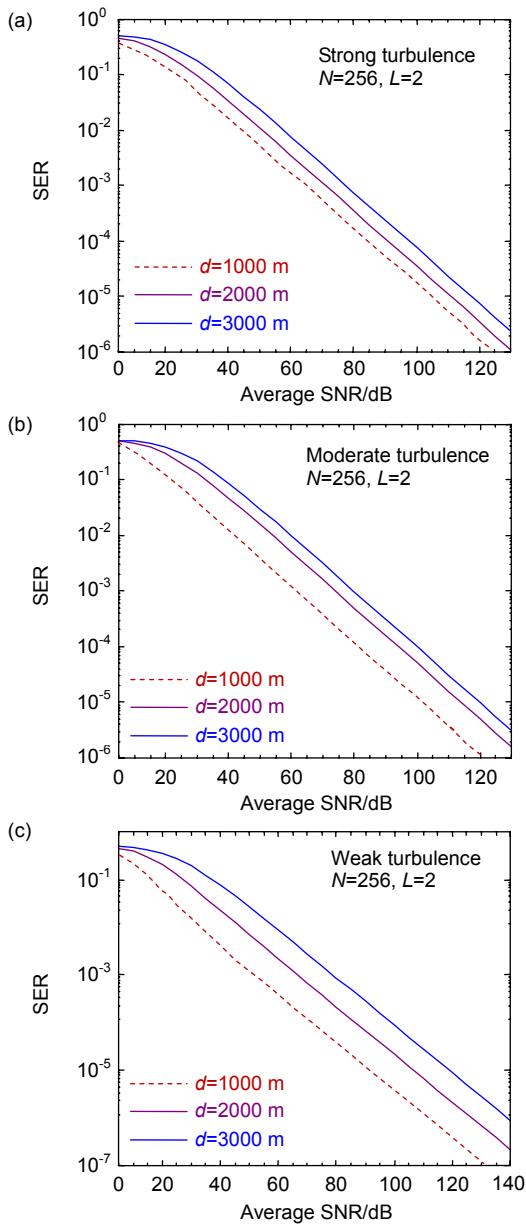 (a)
10^0
10^-1
10^-2
10^-3
10^-4
10^-5
10^-6
SER
Strong turbulence
N=256, L=2
d=1000 m
d=2000 m
d=3000 m
0 20 40 60 80 100 120
Average SNR/dB
(b)
10^0
10^-1
10^-2
10^-3
10^-4
10^-5
10^-6
SER
Moderate turbulence
N=256, L=2
d=1000 m
d=2000 m
d=3000 m
0 20 40 60 80 100 120
Average SNR/dB
(c)
10^-1
10^-3
10^-5
10^-7
SER
Weak turbulence
N=256, L=2
d=1000 m
d=2000 m
d=3000 m
0 20 40 60 80 100 120 140
Average SNR/dB